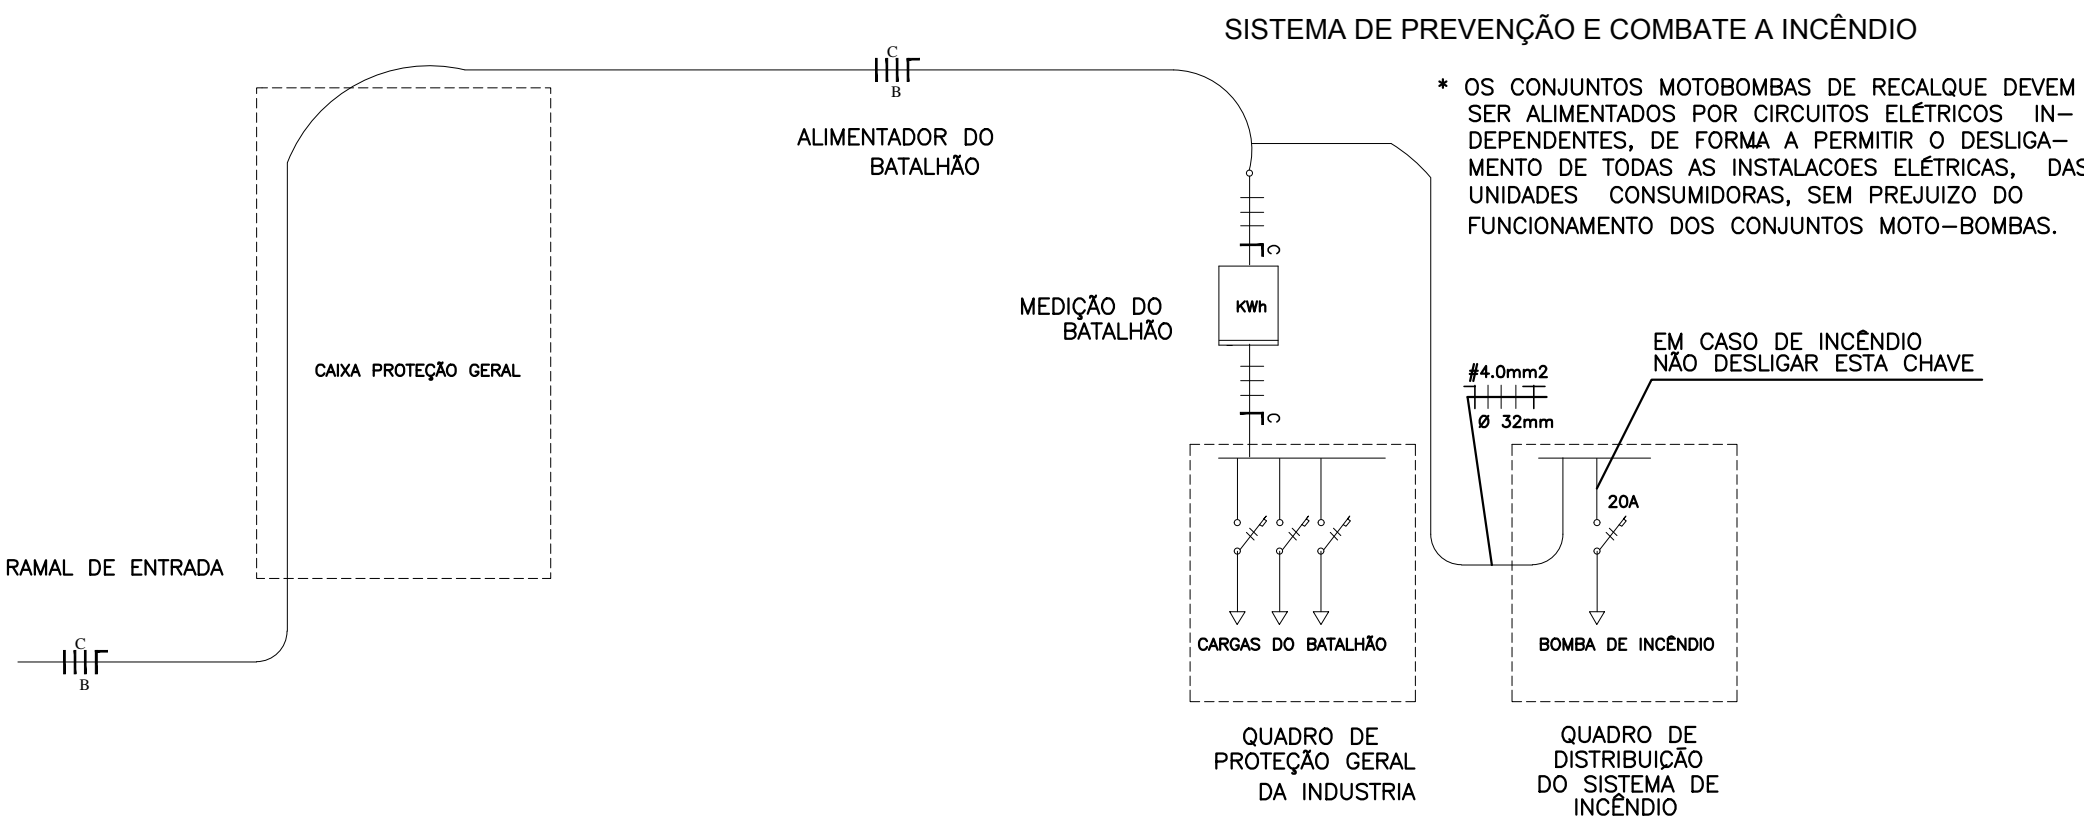 SISTEMA DE PREVENÇÃO E COMBATE A INCÊNDIO
* OS CONJUNTOS MOTOBOMBAS DE RECALQUE DEVEM
SER ALIMENTADOS POR CIRCUITOS ELÉTRICOS IN-
DEPENDENTES, DE FORMA A PERMITIR O DESLIGA-
MENTO DE TODAS AS INSTALACOES ELÉTRICAS, DAS
UNIDADES CONSUMIDORAS, SEM PREJUIZO DO
FUNCIONAMENTO DOS CONJUNTOS MOTO-BOMBAS.
C
B
ALIMENTADOR DO
BATALHÃO
C
MEDIÇÃO DO
BATALHÃO
KWh
C
CAIXA PROTEÇÃO GERAL
EM CASO DE INCÊNDIO
NÃO DESLIGAR ESTA CHAVE
#4.0mm2
Ø 32mm
20A
RAMAL DE ENTRADA
C
B
CARGAS DO BATALHÃO
BOMBA DE INCÊNDIO
QUADRO DE
PROTEÇÃO GERAL
DA INDUSTRIA
QUADRO DE
DISTRIBUIÇÃO
DO SISTEMA DE
INCÊNDIO